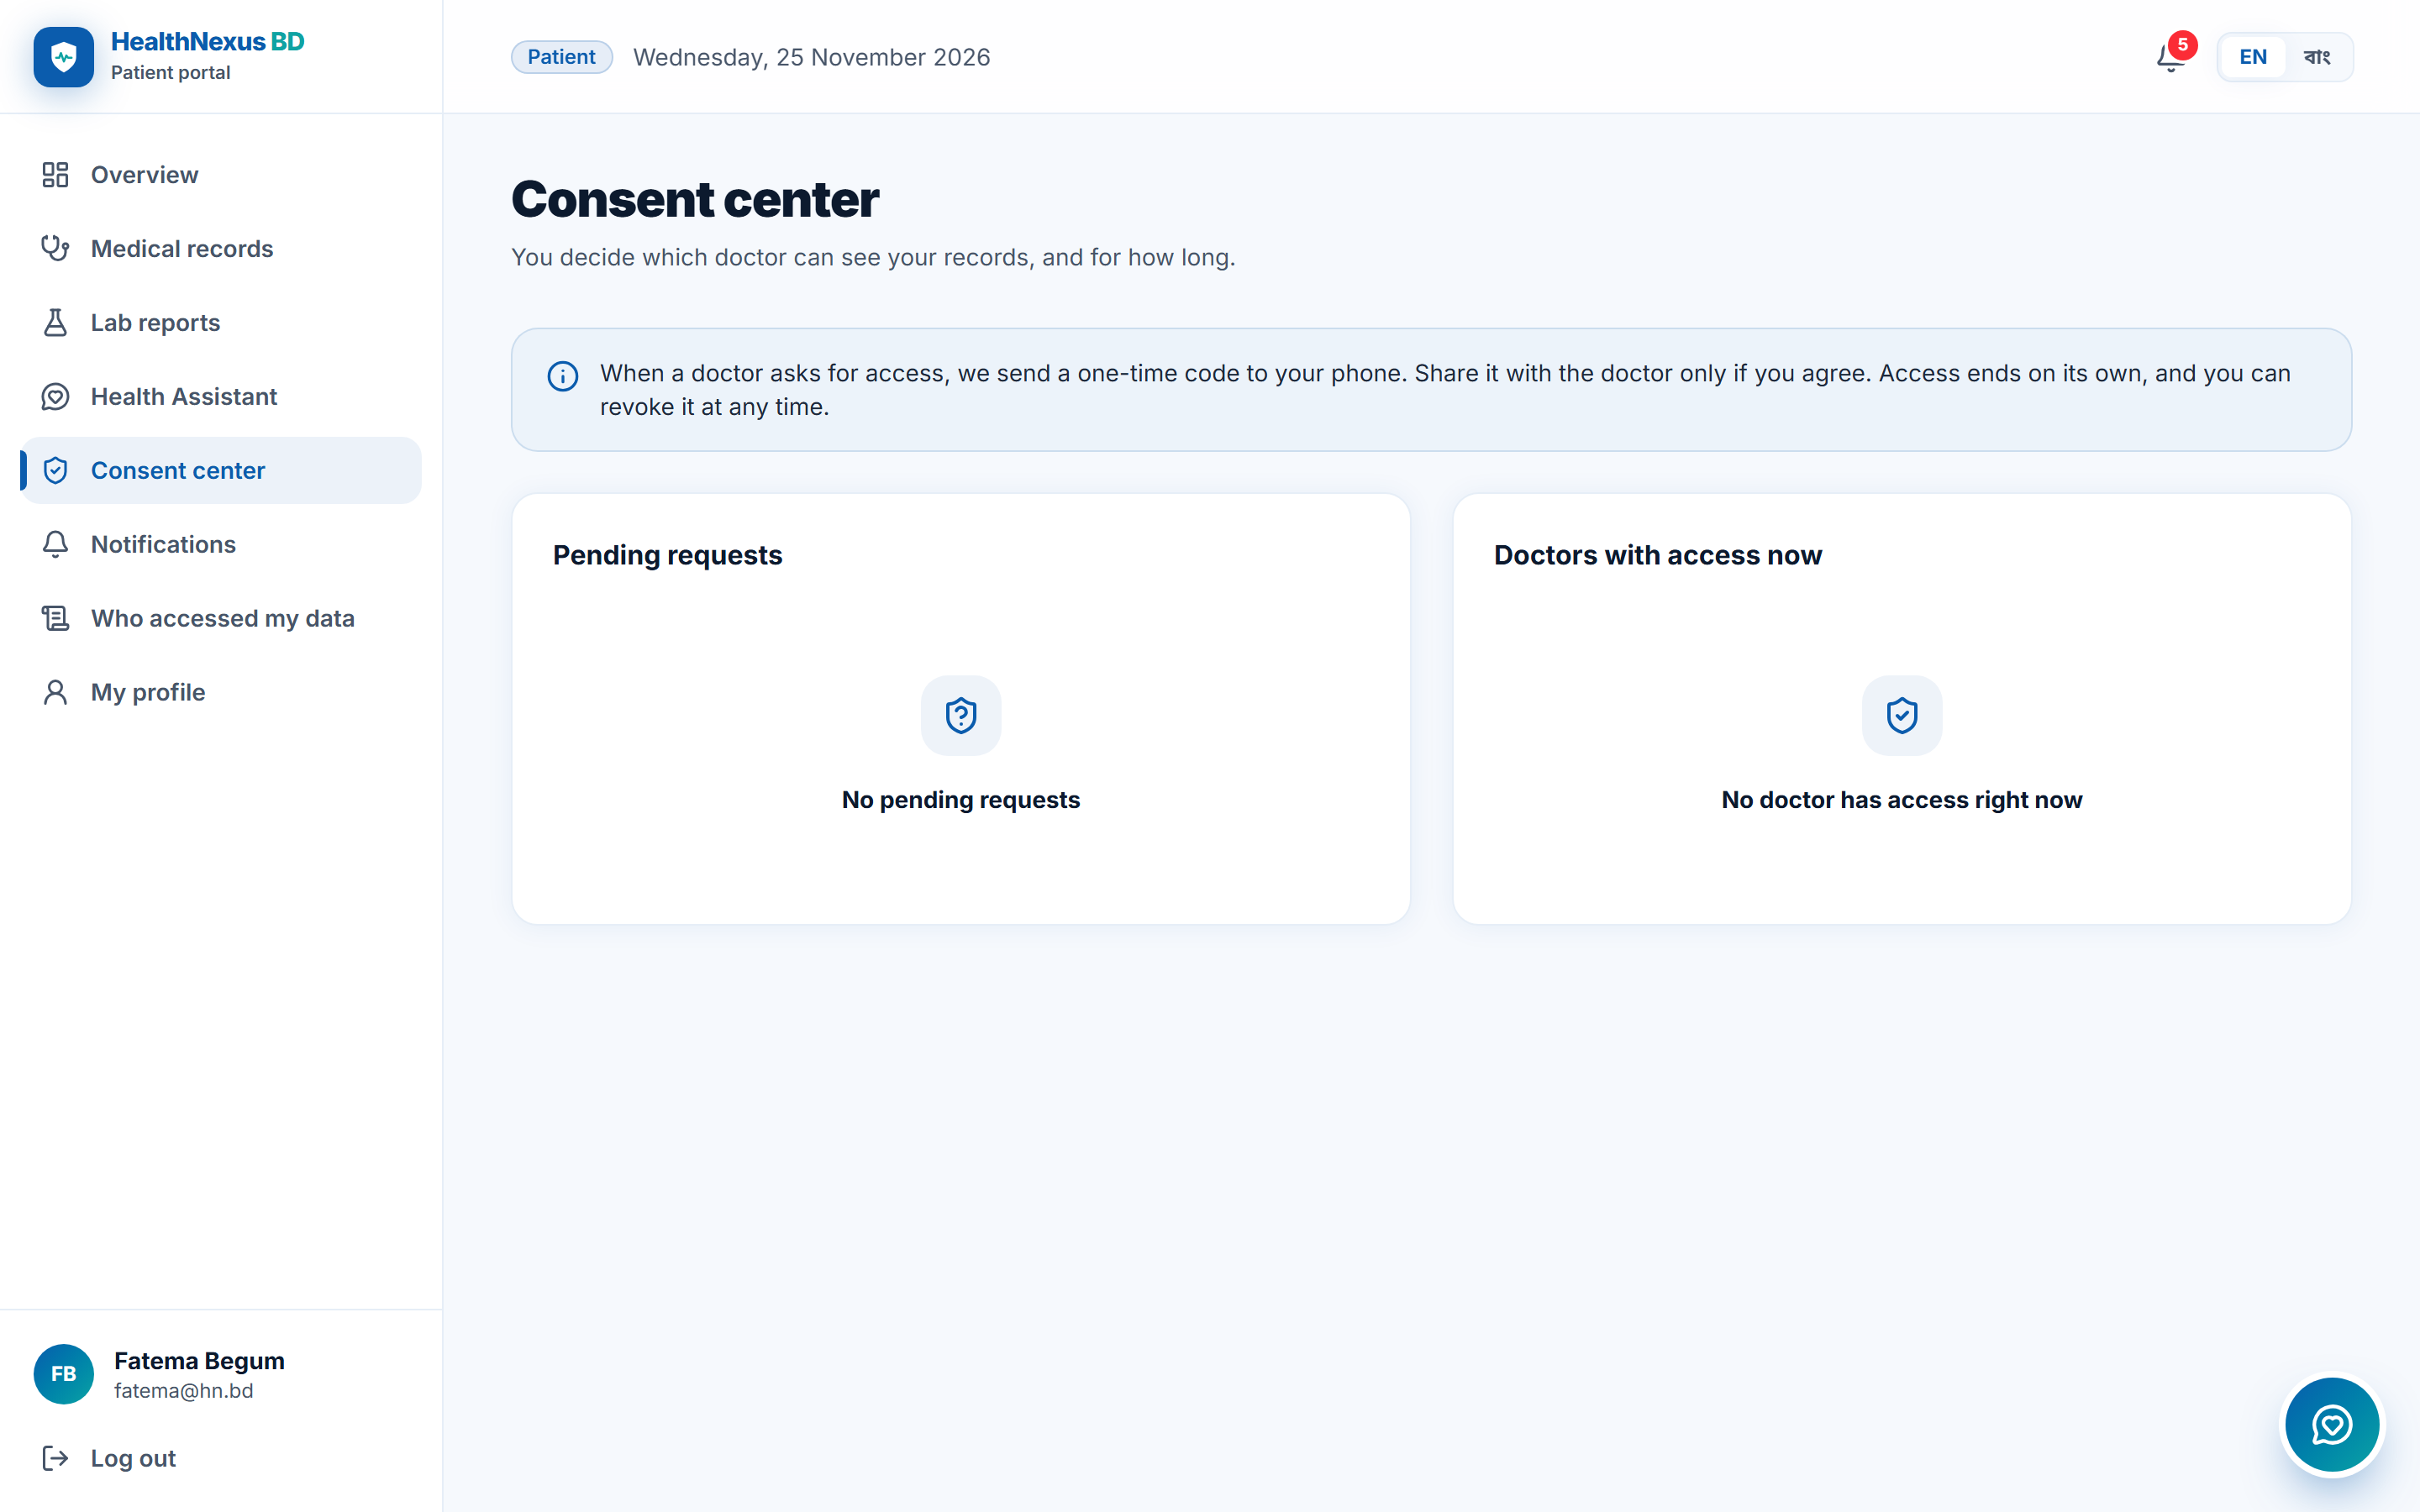 HealthNexus BD
Patient portal
Patient
Wednesday, 25 November 2026
5
EN
বাং
Overview
Medical records
Lab reports
Health Assistant
Consent center
Notifications
Who accessed my data
My profile
Consent center
You decide which doctor can see your records, and for how long.
When a doctor asks for access, we send a one-time code to your phone. Share it with the doctor only if you agree. Access ends on its own, and you can
revoke it at any time.
Pending requests
No pending requests
Doctors with access now
No doctor has access right now
FB
Fatema Begum
fatema@hn.bd
Log out